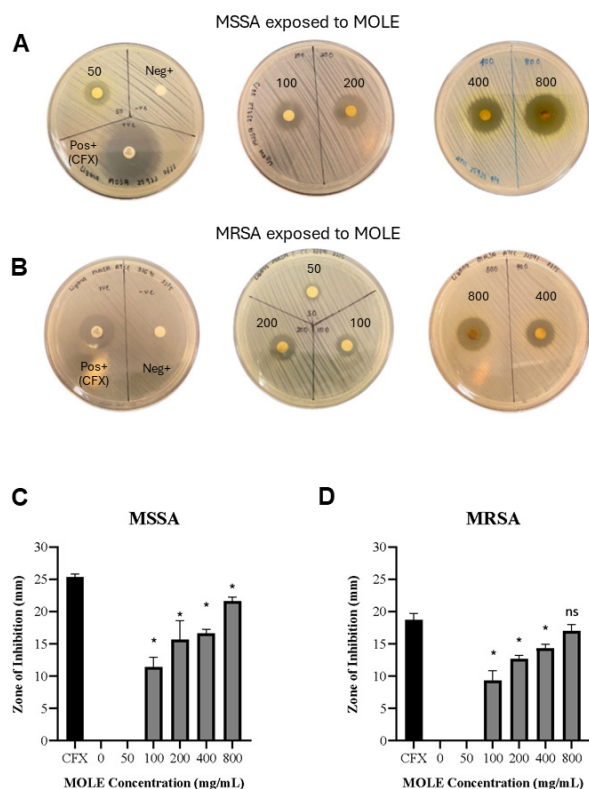 MSSA exposed to MOLE
A
50
Neg+
Pos+
(CFX)
100
200
400
800
400
800
MRSA exposed to MOLE
B
Pos+
(CFX)
Neg+
50
200
100
800
400
C
MSSA
Zone of Inhibition (mm)
30
25
20
15
10
5
0
* * * *
CFX 0 50 100 200 400 800
MOLE Concentration (mg/mL)
D
MRSA
Zone of Inhibition (mm)
30
25
20
15
10
5
0
* * * ns
CFX 0 50 100 200 400 800
MOLE Concentration (mg/mL)